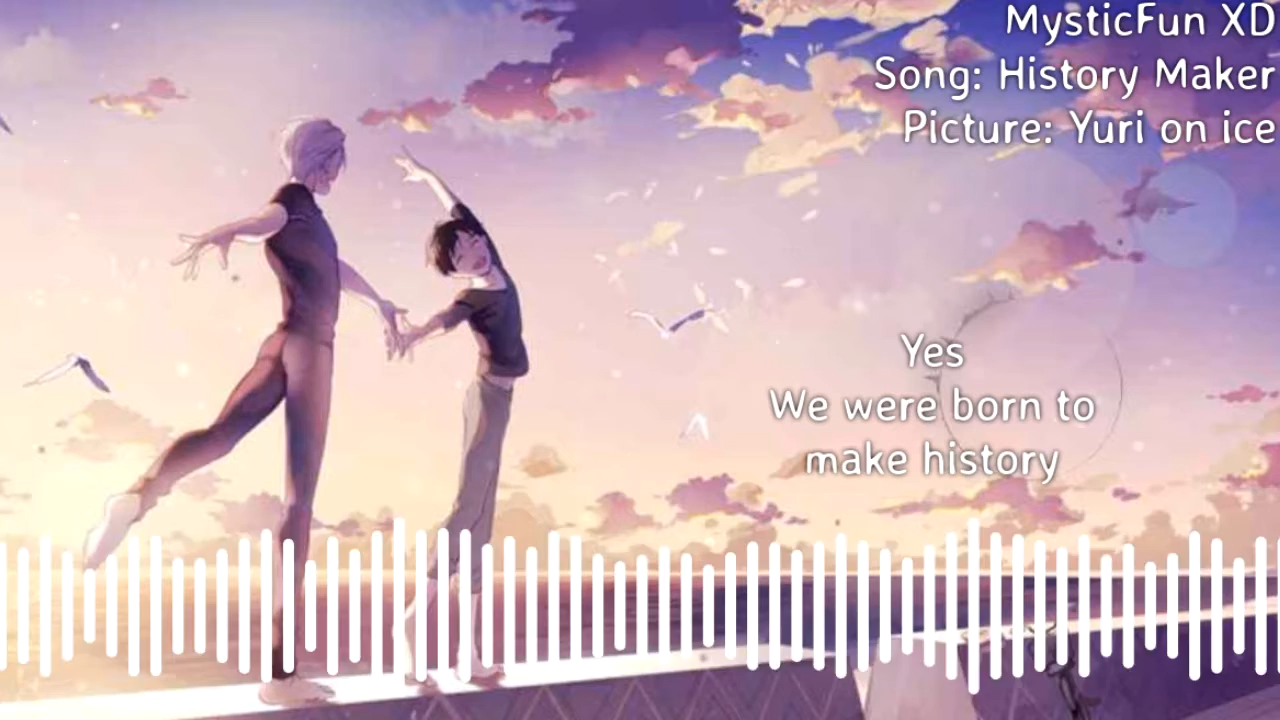 MysticFun XD
Song: History Maker
Picture: Yuri on ice
Yes
We were born to
make history